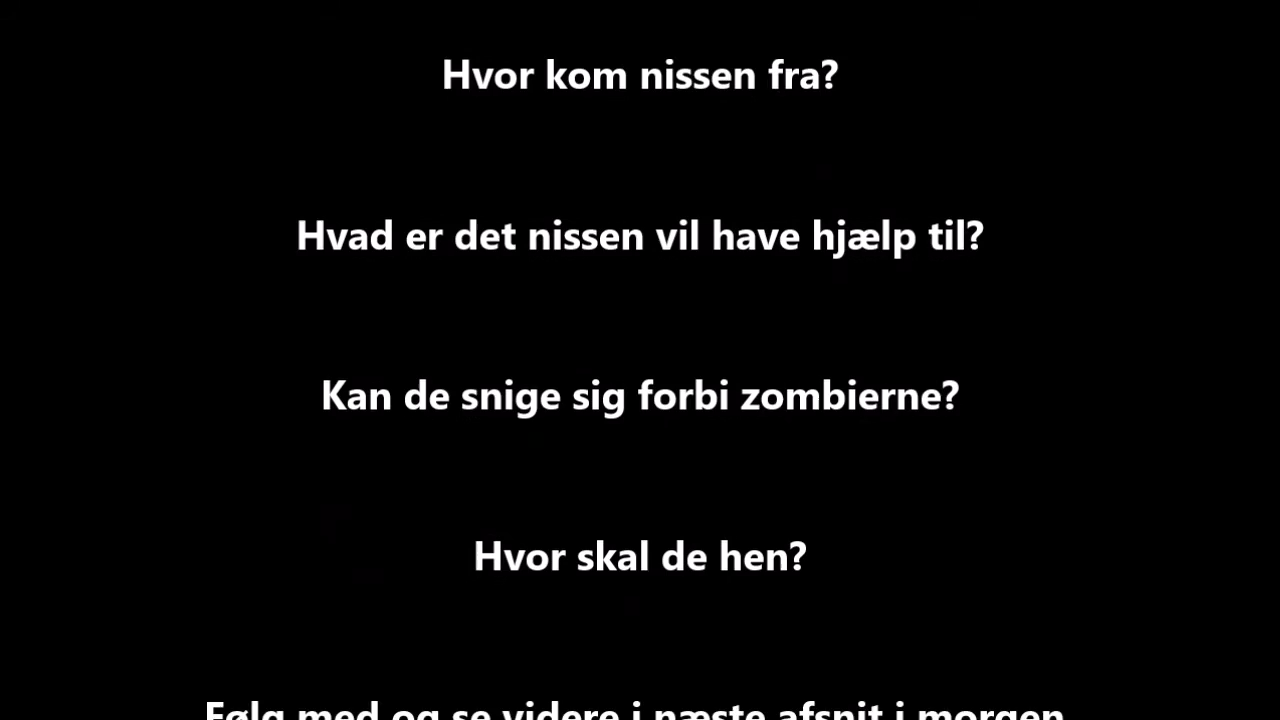 Hvor kom nissen fra?
Hvad er det nissen vil have hjælp til?
Kan de snige sig forbi zombierne?
Hvor skal de hen?
Følg med og se videre i næste afsnit i morgen